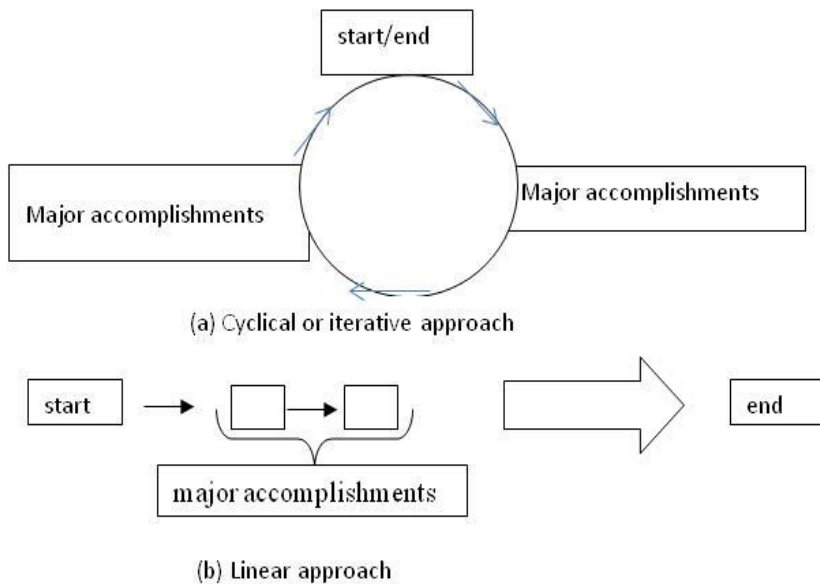 start/end
Major accomplishments
Major accomplishments
(a) Cyclical or iterative approach
start
end
major accomplishments
(b) Linear approach